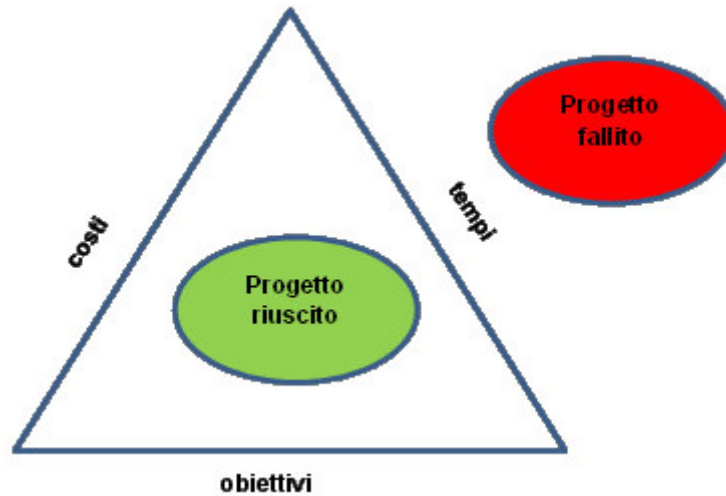 Progetto
fallito
costi
tempi
Progetto
riuscito
obiettivi